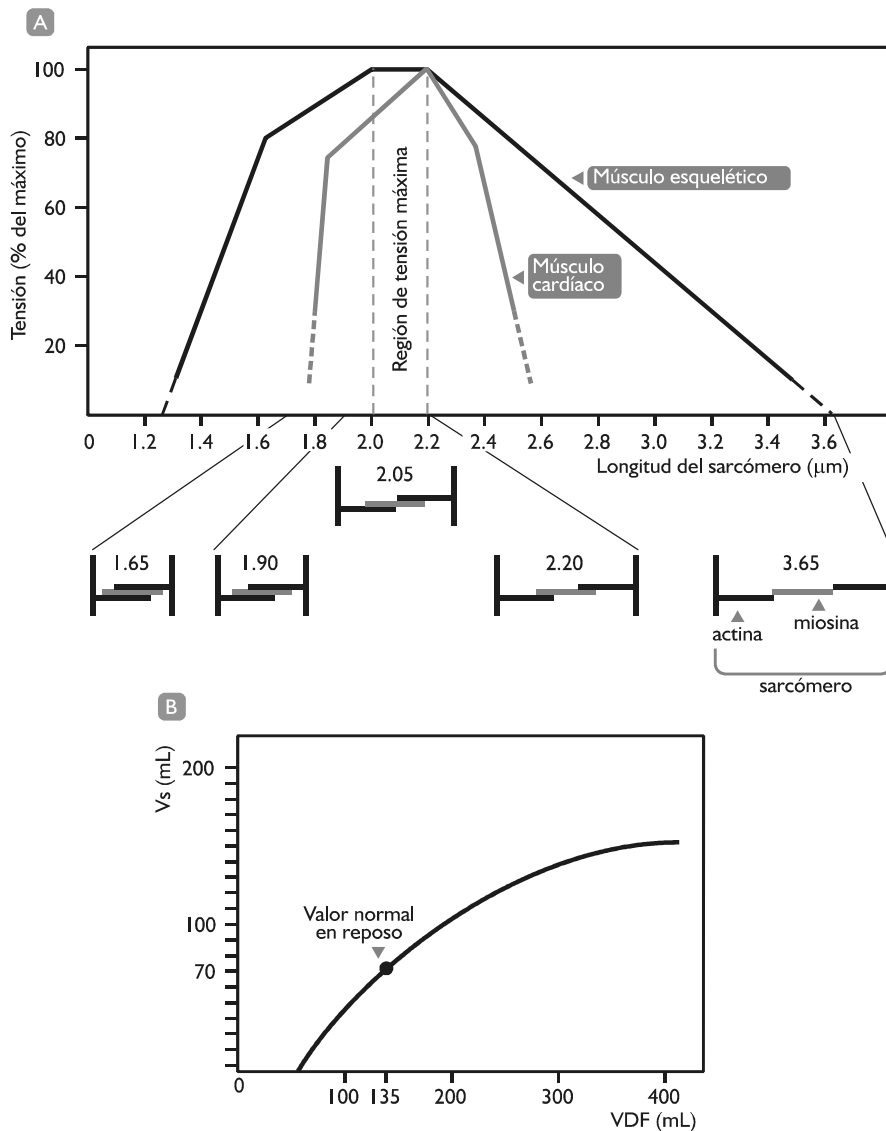 A
Tensión (% del máximo)
100
80
60
40
20
Región de tensión máxima
Músculo esquelético
Músculo
cardíaco
0 1.2 1.4 1.6 1.8 2.0 2.2 2.4 2.6 2.8 3.0 3.2 3.4 3.6
Longitud del sarcómero (μm)
2.05
1.65 1.90 2.20 3.65
actina miosina
sarcómero
B
Vs (mL)
200
100
70
Valor normal
en reposo
0 100 135 200 300 400
VDF (mL)